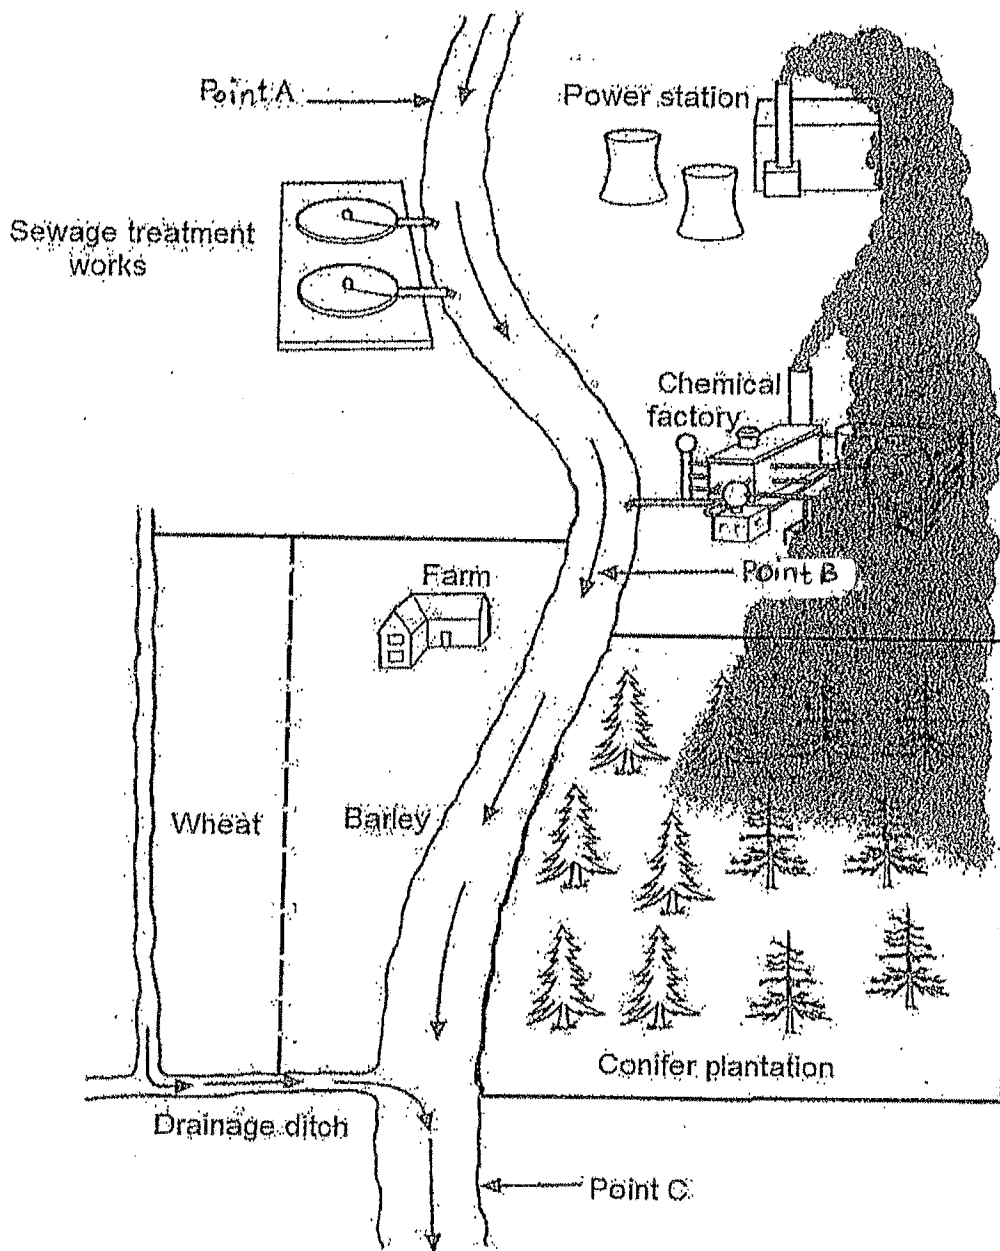 Point A
Power station
Sewage treatment
works
Chemical
factory
Point B
Farm
Wheat
Barley
Conifer plantation
Drainage ditch
Point C